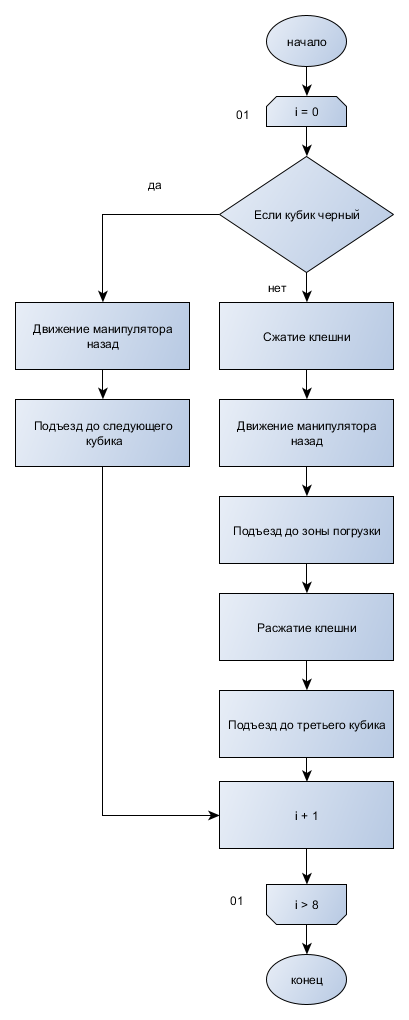 начало
01
i = 0
Если кубик черный
да
нет
Движение манипулятора
назад
Сжатие клешни
Подъезд до следующего
кубика
Движение манипулятора
назад
Подъезд до зоны погрузки
Расжатие клешни
Подъезд до третьего кубика
i + 1
01
i > 8
конец